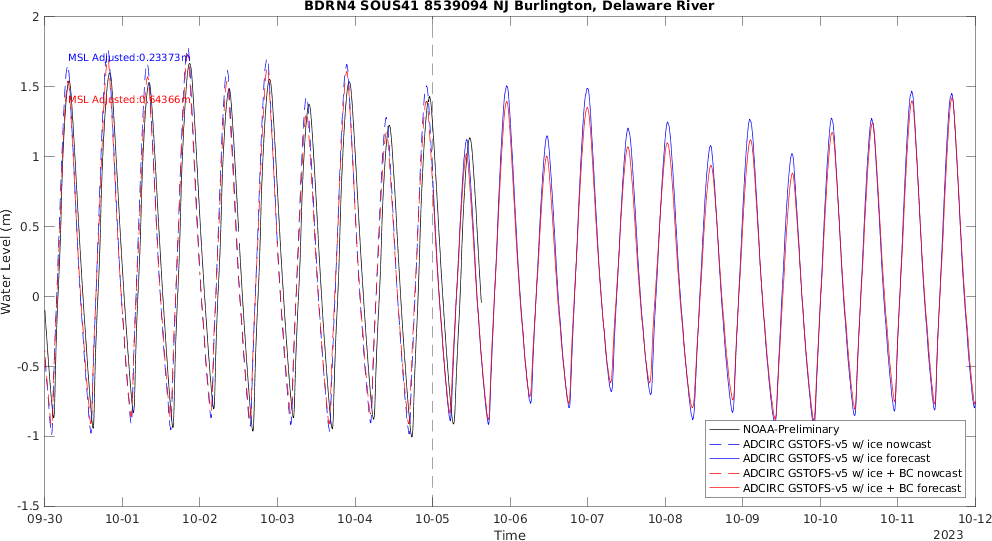 BDRN4 SOUS41 8539094 NJ Burlington, Delaware River
2
MSL Adjusted:0.23373m
1.5
MSL Adjusted:0.64366m
1
0.5
Water Level (m)
0
-0.5
-1
NOAA-Preliminary
ADCIRC GSTOFS-v5 w/ ice nowcast
ADCIRC GSTOFS-v5 w/ ice forecast
ADCIRC GSTOFS-v5 w/ ice + BC nowcast
ADCIRC GSTOFS-v5 w/ ice + BC forecast
-1.5
09-30 10-01 10-02 10-03 10-04 10-05 10-06 10-07 10-08 10-09 10-10 10-11 10-12
Time
2023